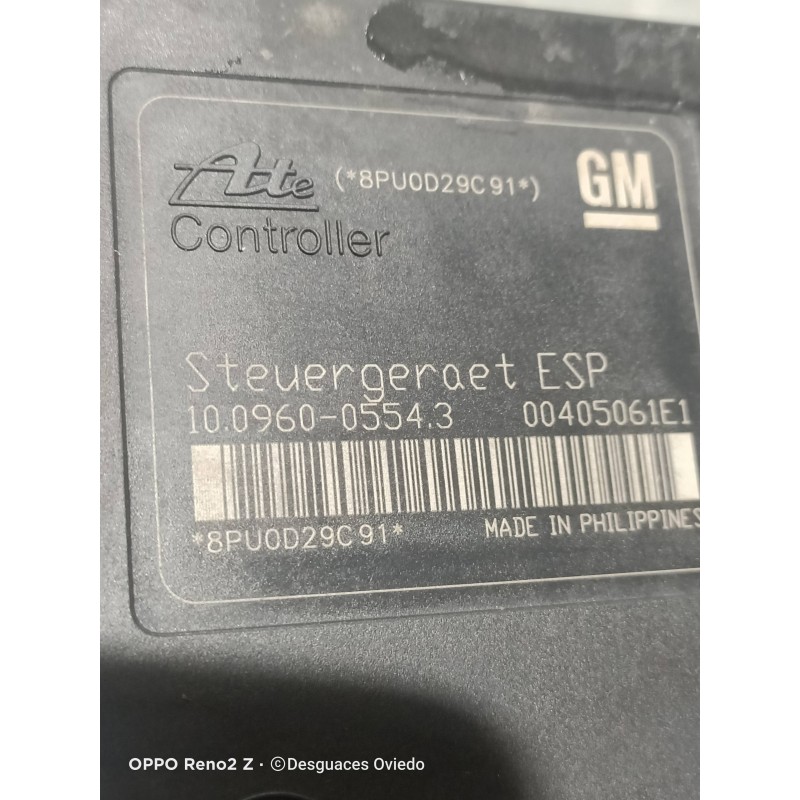 Ate (*8PU0D29C91*) GM
Controller
Steuergeraet ESP
10.0960-0554.3 00405061E1
*8PU0D29C91* MADE IN PHILIPPINES
OPPO Reno2 Z · ©Desguaces Oviedo